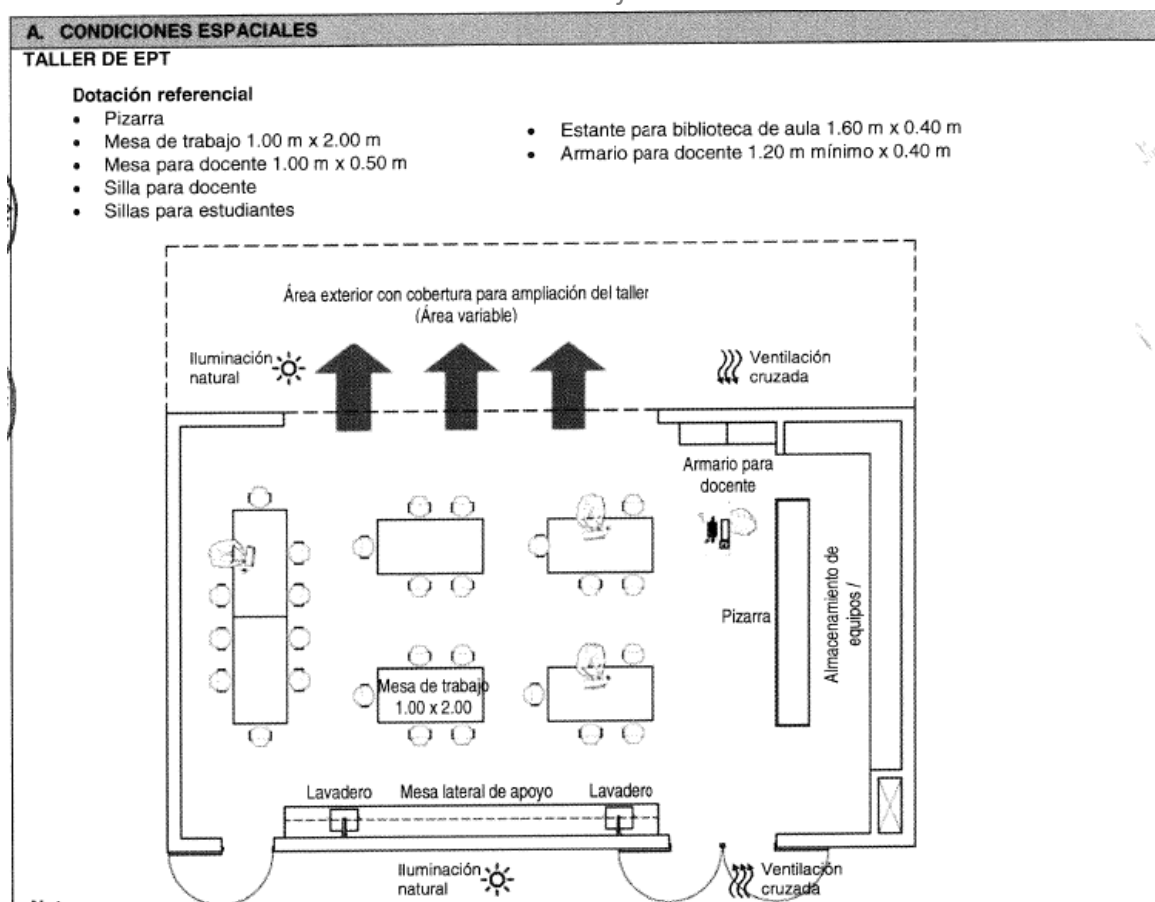 A. CONDICIONES ESPACIALES
TALLER DE EPT
Dotación referencial
• Pizarra
• Mesa de trabajo 1.00 m x 2.00 m
• Mesa para docente 1.00 m x 0.50 m
• Silla para docente
• Sillas para estudiantes
• Estante para biblioteca de aula 1.60 m x 0.40 m
• Armario para docente 1.20 m mínimo x 0.40 m
Área exterior con cobertura para ampliación del taller
(Área variable)
Iluminación
natural
Ventilación
cruzada
Armario para
docente
Pizarra
Almacenamiento de
equipos /
Mesa de trabajo
1.00 x 2.00
Lavadero
Mesa lateral de apoyo
Lavadero
Iluminación
natural
Ventilación
cruzada